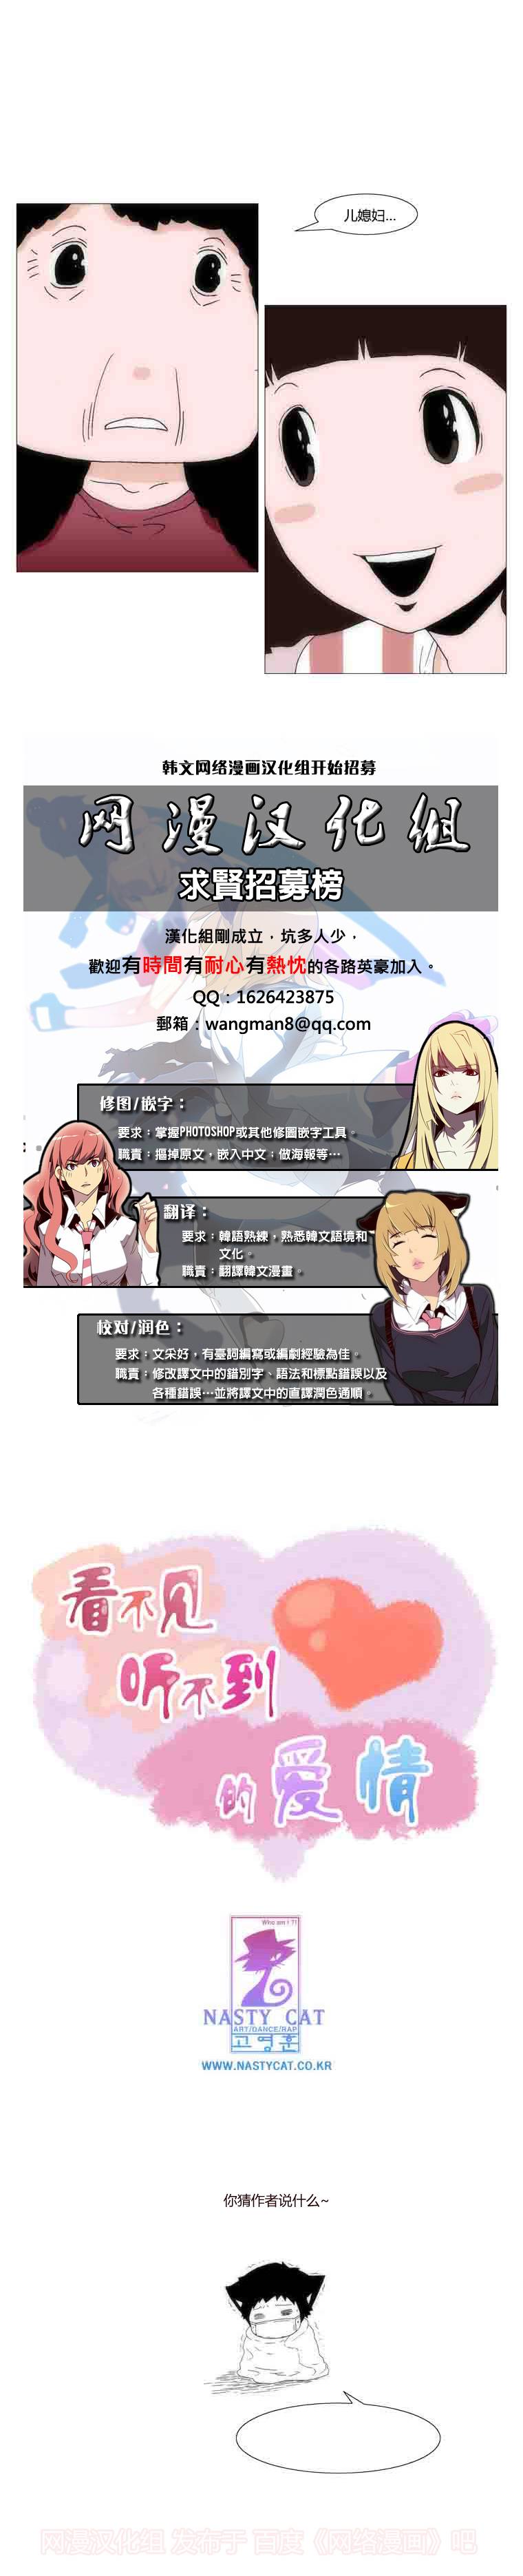 儿媳妇...
韩文网络漫画汉化组开始招募
网漫汉化组
求賢招募榜
漢化組剛成立，坑多人少，
歡迎有時間有耐心有熱忱的各路英豪加入。
QQ：1626423875
郵箱：wangman8@qq.com
修图/嵌字：
要求：掌握PHOTOSHOP或其他修圖嵌字工具。
職責：摳掉原文，嵌入中文；做海報等…
翻译：
要求：韓語熟練，熟悉韓文語境和
文化。
職責：翻譯韓文漫畫。
校对/润色：
要求：文采好，有臺詞編寫或編劇經驗為佳。
職責：修改譯文中的錯別字、語法和標點錯誤以及
各種錯誤…並將譯文中的直譯潤色通順。
看不见
听不到
的爱情
Who am I ?!
NASTY CAT
ART/DANCE/RAP
고영훈
WWW.NASTYCAT.CO.KR
你猜作者说什么~
网漫汉化组 发布于 百度《网络漫画》吧